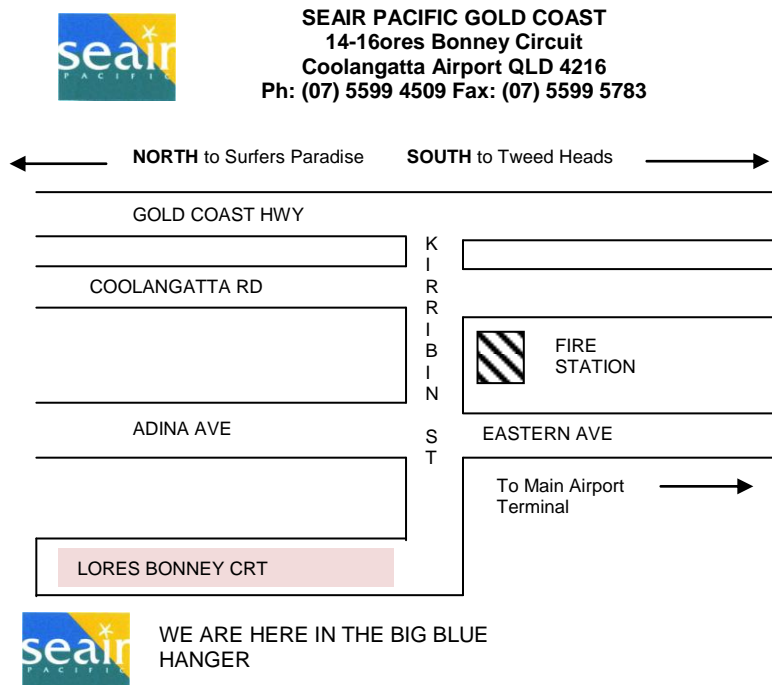 seair
PACIFIC
SEAIR PACIFIC GOLD COAST
14-16ores Bonney Circuit
Coolangatta Airport QLD 4216
Ph: (07) 5599 4509 Fax: (07) 5599 5783
NORTH to Surfers Paradise SOUTH to Tweed Heads
GOLD COAST HWY
KIRRIBIN ST
COOLANGATTA RD
FIRE
STATION
ADINA AVE
EASTERN AVE
To Main Airport
Terminal
LORES BONNEY CRT
seair
PACIFIC
WE ARE HERE IN THE BIG BLUE
HANGER